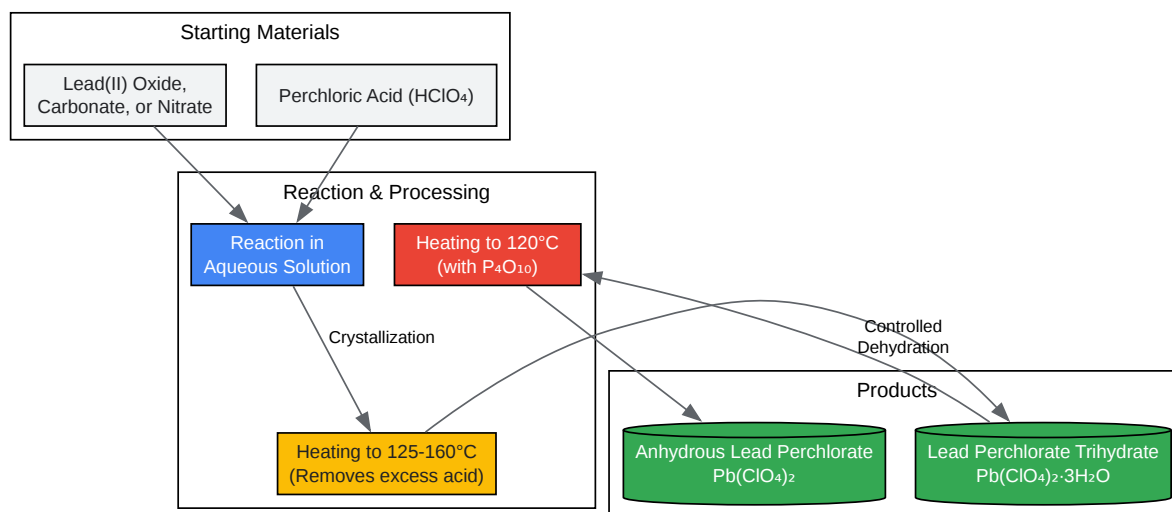 Starting Materials
Lead(II) Oxide,
Carbonate, or Nitrate
Perchloric Acid (HClO₄)
Reaction & Processing
Reaction in
Aqueous Solution
Heating to 120°C
(with P₄O₁₀)
Crystallization
Controlled
Dehydration
Heating to 125-160°C
(Removes excess acid)
Products
Anhydrous Lead Perchlorate
Pb(ClO₄)₂
Lead Perchlorate Trihydrate
Pb(ClO₄)₂·3H₂O